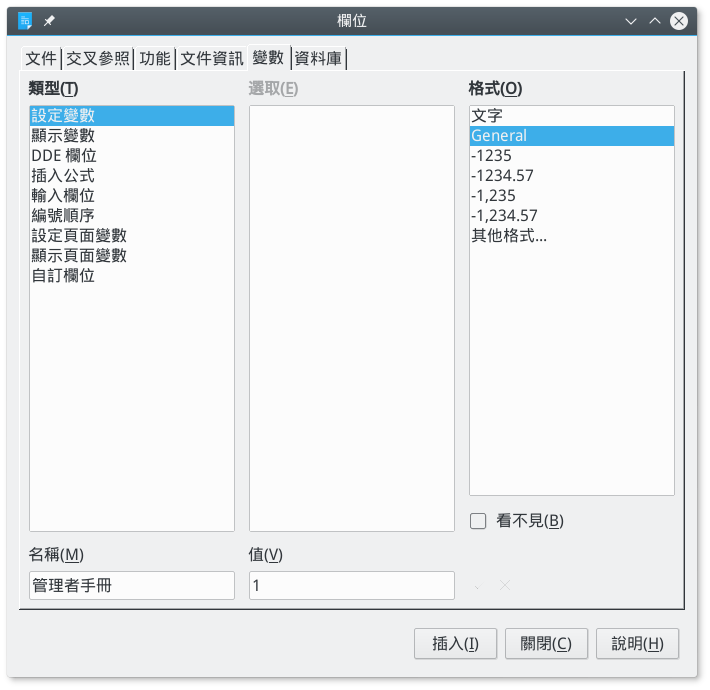 欄位
文件 交叉參照 功能 文件資訊 變數 資料庫
類型(T)
設定變數
顯示變數
DDE 欄位
插入公式
輸入欄位
編號順序
設定頁面變數
顯示頁面變數
自訂欄位
選取(E)
格式(O)
文字
General
-1235
-1234.57
-1,235
-1,234.57
其他格式...
看不見(B)
名稱(M)
管理者手冊
值(V)
1
插入(I) 關閉(C) 說明(H)